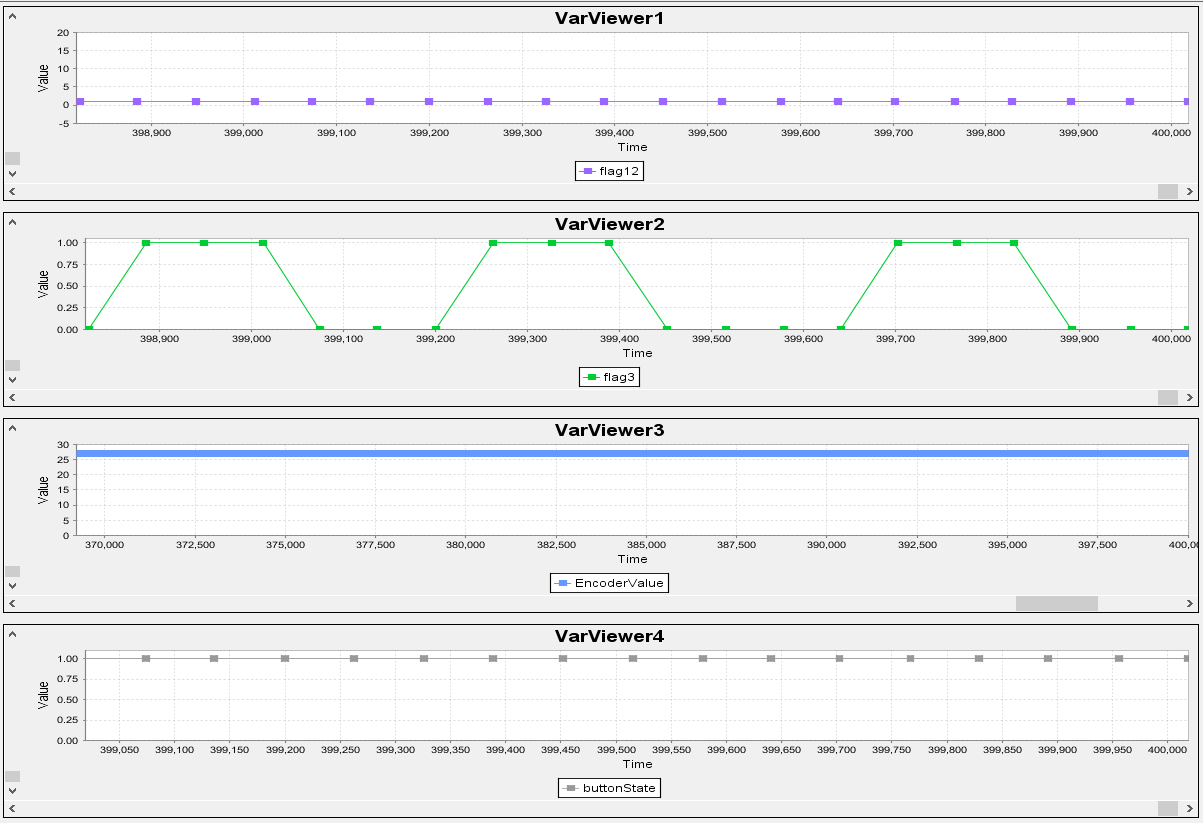 VarViewer1
20
15
10
5
0
-5
Value
398,900 399,000 399,100 399,200 399,300 399,400 399,500 399,600 399,700 399,800 399,900 400,000
Time
flag12
VarViewer2
1.00
0.75
0.50
0.25
0.00
Value
398,900 399,000 399,100 399,200 399,300 399,400 399,500 399,600 399,700 399,800 399,900 400,000
Time
flag3
VarViewer3
30
25
20
15
10
5
0
Value
370,000 372,500 375,000 377,500 380,000 382,500 385,000 387,500 390,000 392,500 395,000 397,500 400,0
Time
EncoderValue
VarViewer4
1.00
0.75
0.50
0.25
0.00
Value
399,050 399,100 399,150 399,200 399,250 399,300 399,350 399,400 399,450 399,500 399,550 399,600 399,650 399,700 399,750 399,800 399,850 399,900 399,950 400,000
Time
buttonState